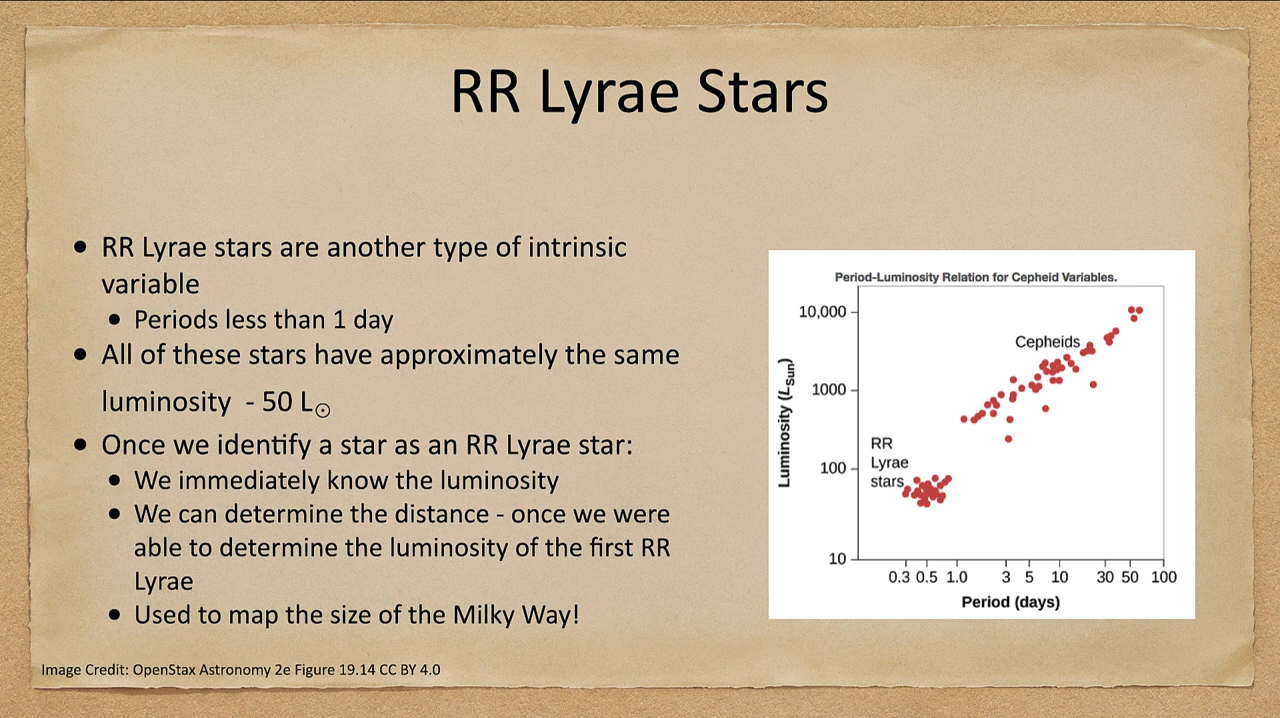 RR Lyrae Stars
● RR Lyrae stars are another type of intrinsic
variable
● Periods less than 1 day
● All of these stars have approximately the same
luminosity - 50 L☉
● Once we identify a star as an RR Lyrae star:
● We immediately know the luminosity
● We can determine the distance - once we were
able to determine the luminosity of the first RR
Lyrae
● Used to map the size of the Milky Way!
Image Credit: OpenStax Astronomy 2e Figure 19.14 CC BY 4.0
Period-Luminosity Relation for Cepheid Variables.
Luminosity (LSun)
10,000
1000
100
10
Cepheids
RR
Lyrae
stars
0.3 0.5 1.0 3 5 10 30 50 100
Period (days)